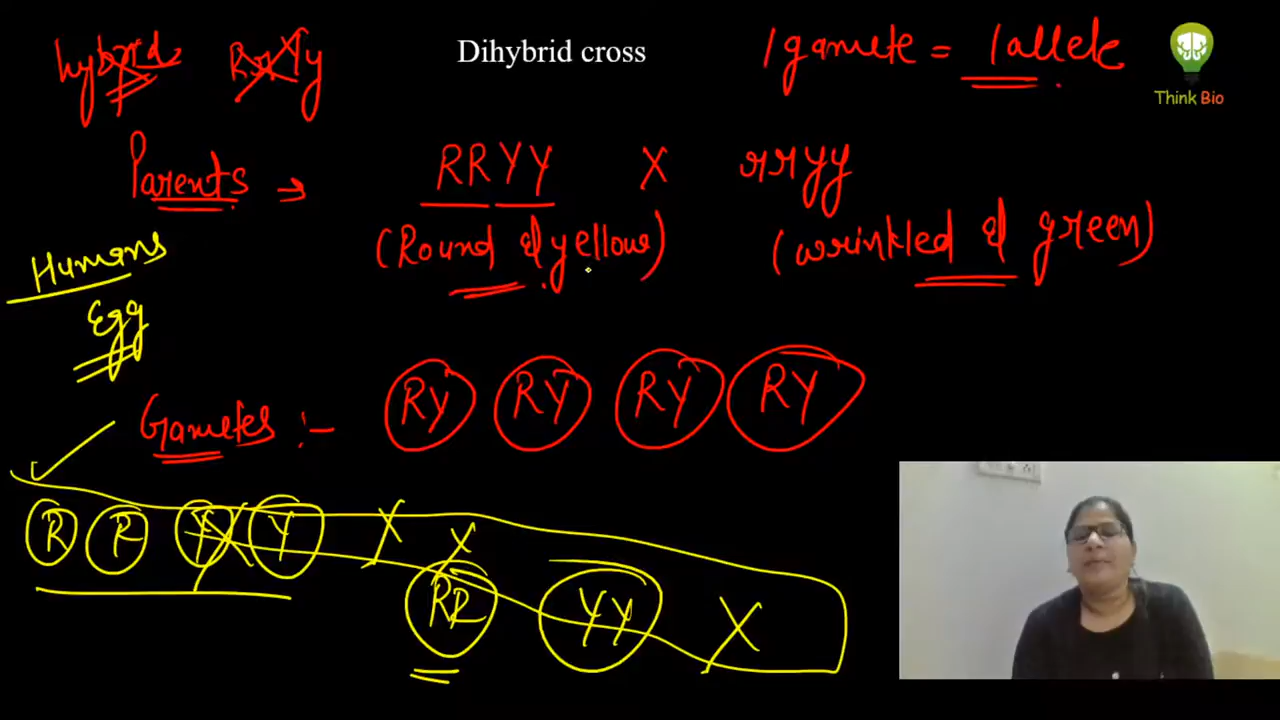 hybrid RrYy Dihybrid cross 1 gamete = 1 allele
Think Bio
Parents → RRYY X rryy
(Round & yellow) (wrinkled & green)
Humans
Egg
Gametes :- RY RY RY RY
R R Y Y X X
RR YY X